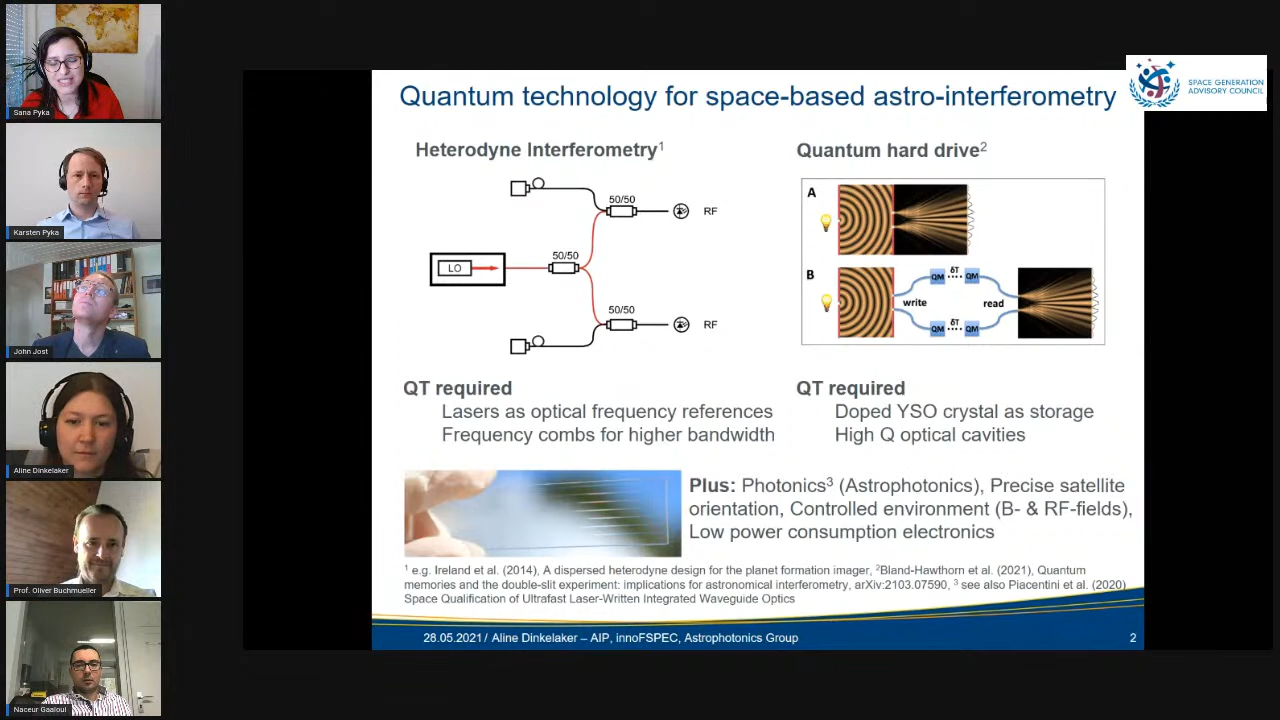 Sana Pyka
Karsten Pyka
John Jost
Aline Dinkelaker
Prof. Oliver Buchmueller
Naceur Gaaloul
SPACE GENERATION
ADVISORY COUNCIL
Quantum technology for space-based astro-interferometry
Heterodyne Interferometry¹
50/50
RF
LO
50/50
50/50
RF
Quantum hard drive²
A
B
QM δT QM
write read
QM δT QM
QT required
Lasers as optical frequency references
Frequency combs for higher bandwidth
QT required
Doped YSO crystal as storage
High Q optical cavities
Plus: Photonics³ (Astrophotonics), Precise satellite
orientation, Controlled environment (B- & RF-fields),
Low power consumption electronics
¹ e.g. Ireland et al. (2014), A dispersed heterodyne design for the planet formation imager, ²Bland-Hawthorn et al. (2021), Quantum
memories and the double-slit experiment: implications for astronomical interferometry, arXiv:2103.07590, ³ see also Piacentini et al. (2020)
Space Qualification of Ultrafast Laser-Written Integrated Waveguide Optics
28.05.2021/ Aline Dinkelaker – AIP, innoFSPEC, Astrophotonics Group
2